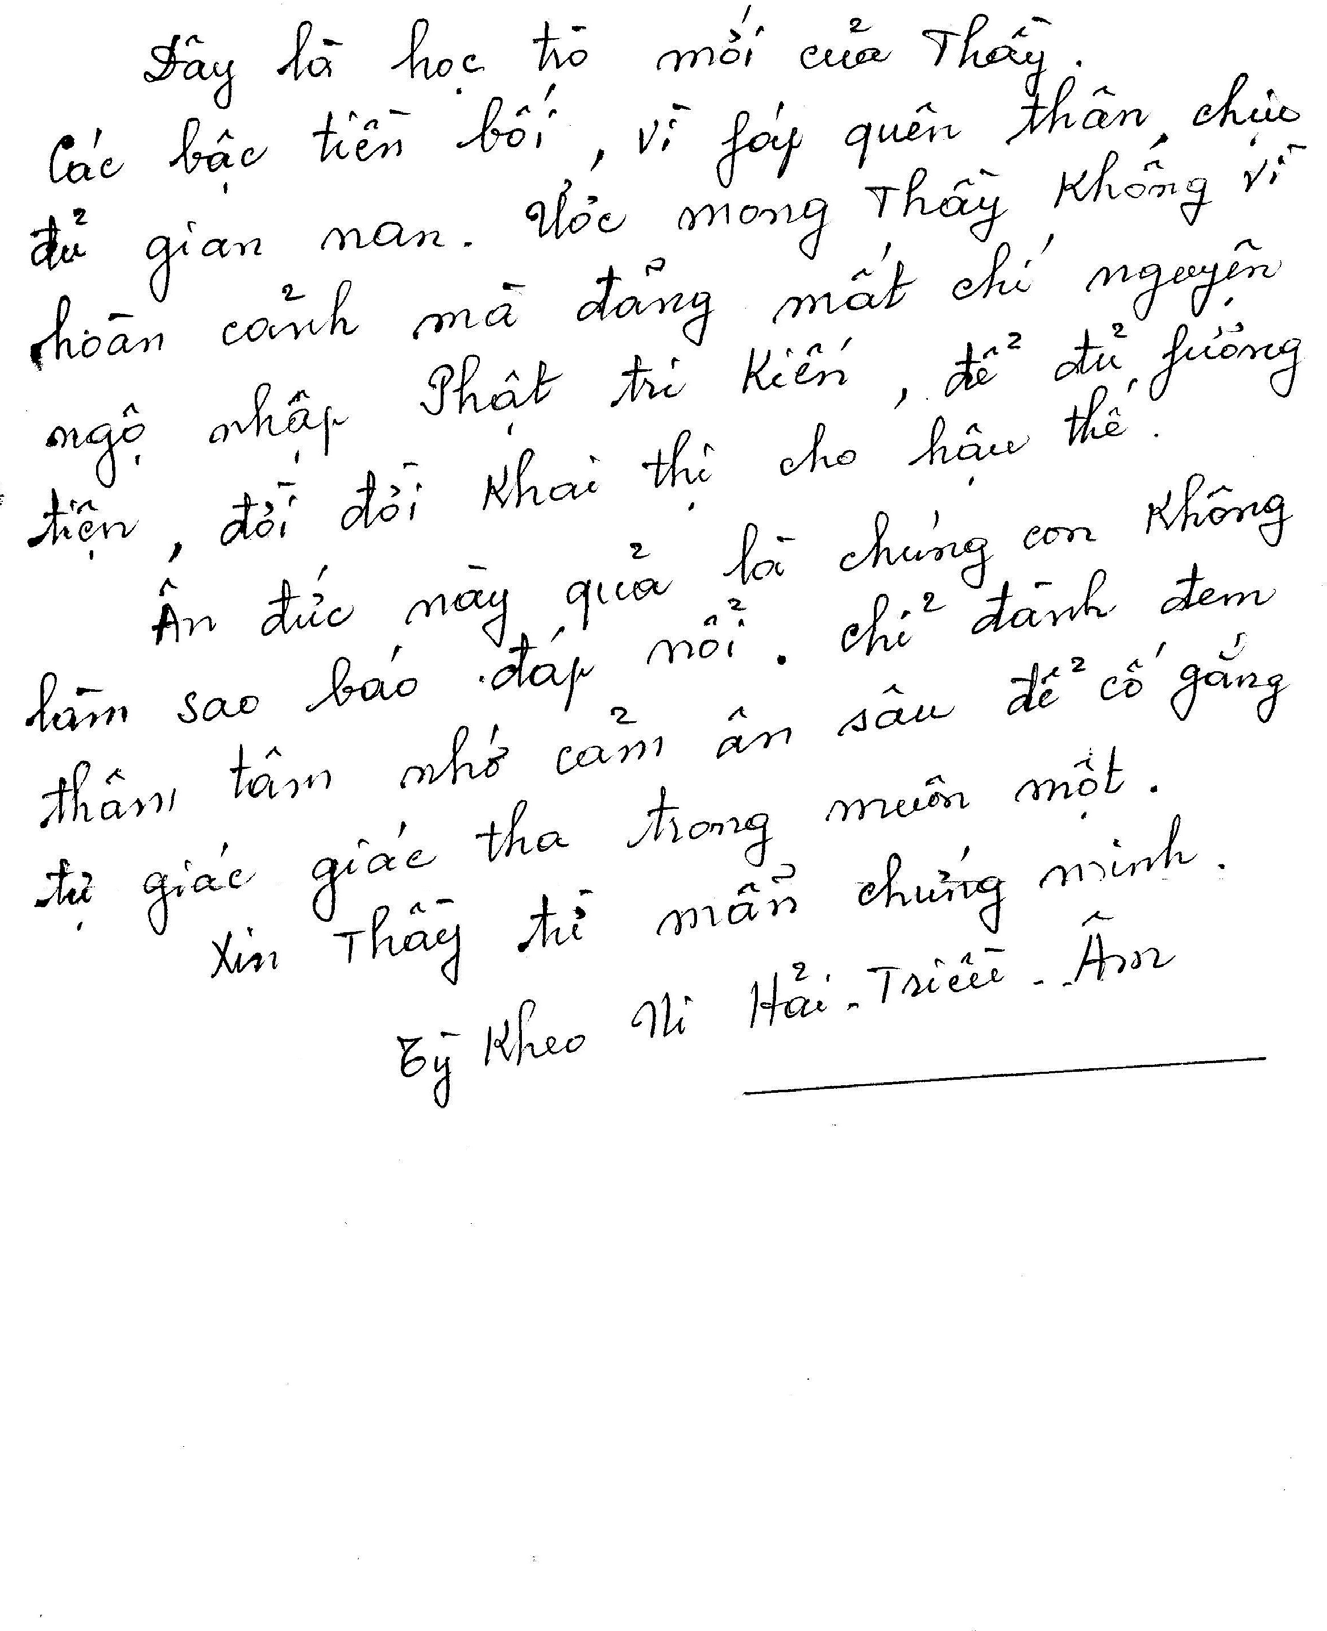 Đây là học trò mới của Thầy.
Các bậc tiền bối, vì fáp quên thân, chịu
đủ gian nan. Ước mong Thầy không vì
hoàn cảnh mà đẵng mất chí nguyện
ngộ nhập Phật tri kiến, để đủ fương
tiện, đời đời khai thị cho hậu thế.
Ân đức này quả là chúng con không
làm sao báo đáp nổi. chỉ đành đem
thâm tâm nhớ cảm ân sâu để cố gắng
tự giác giác tha trong muôn một.
Xin Thầy từ mẫn chứng minh.
Tỳ Kheo Ni Hải-Triều-Âm